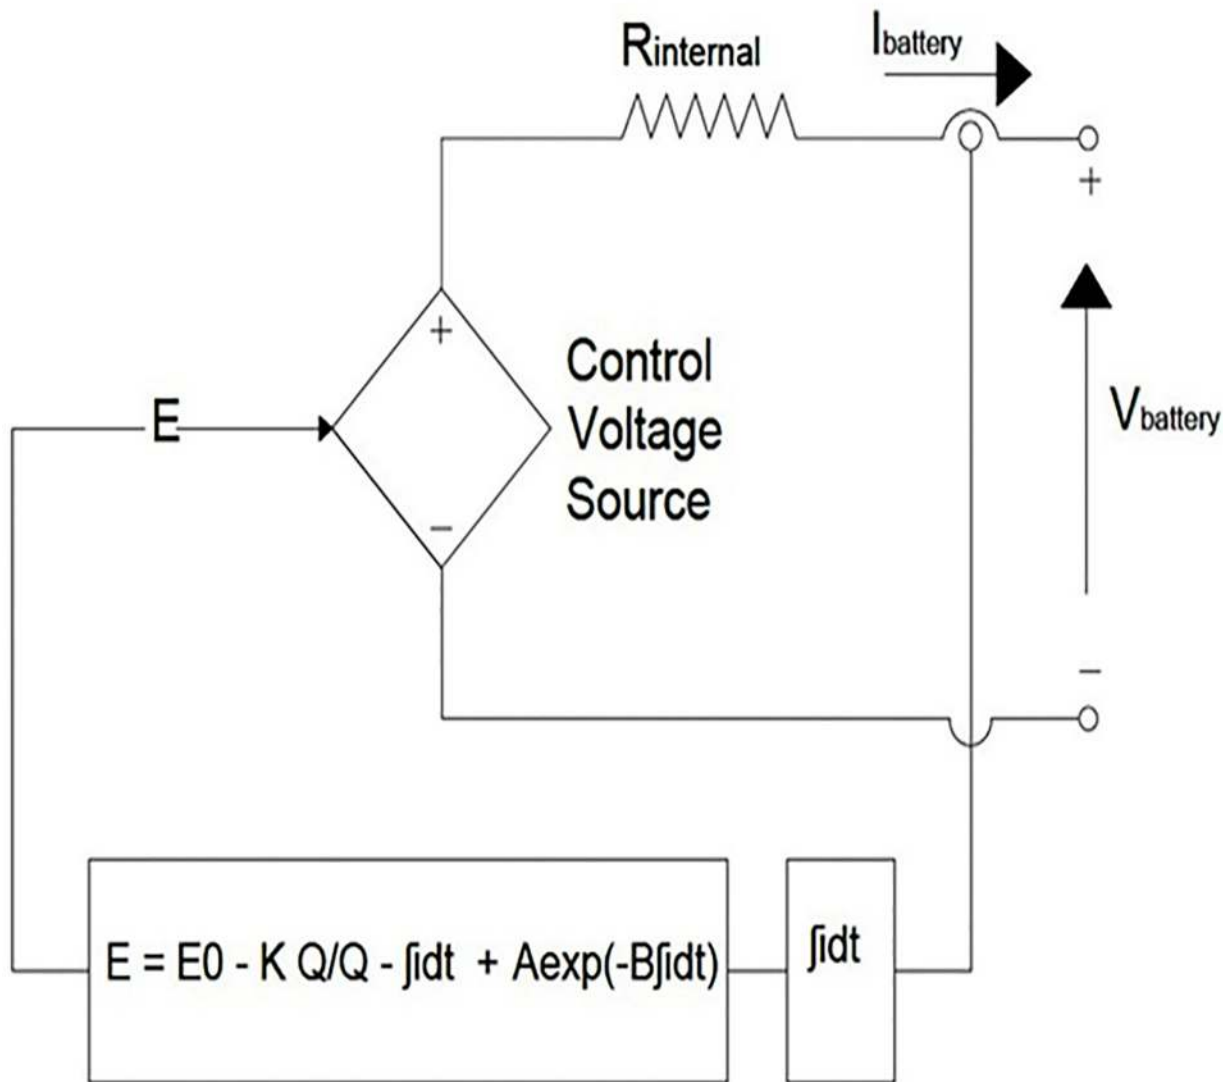 Rinternal
Ibattery
+
+
Control
Voltage
Source
E
Vbattery
−
−
E = E0 - K Q/Q - ∫idt + Aexp(-B∫idt)
∫idt